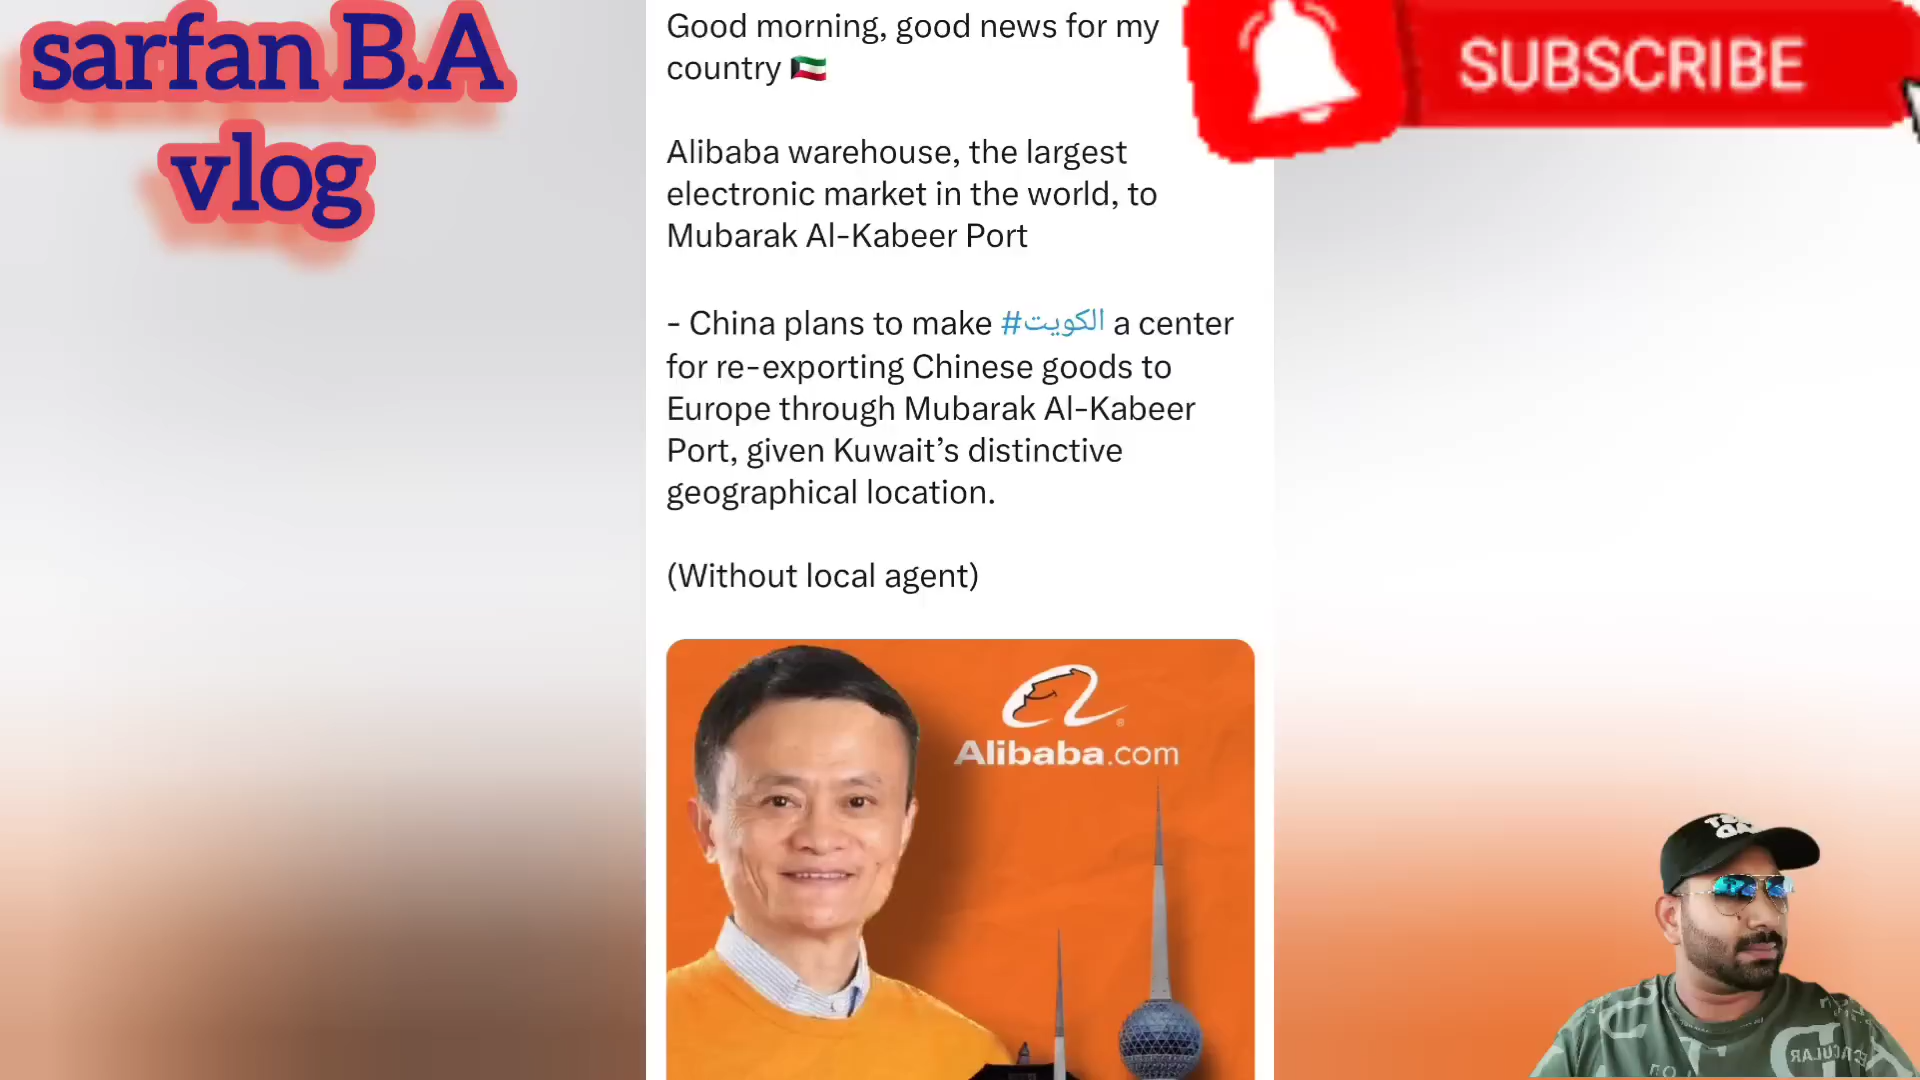 sarfan B.A
vlog
Good morning, good news for my
country
Alibaba warehouse, the largest
electronic market in the world, to
Mubarak Al-Kabeer Port
- China plans to make #الكويت a center
for re-exporting Chinese goods to
Europe through Mubarak Al-Kabeer
Port, given Kuwait’s distinctive
geographical location.
(Without local agent)
SUBSCRIBE
Alibaba.com